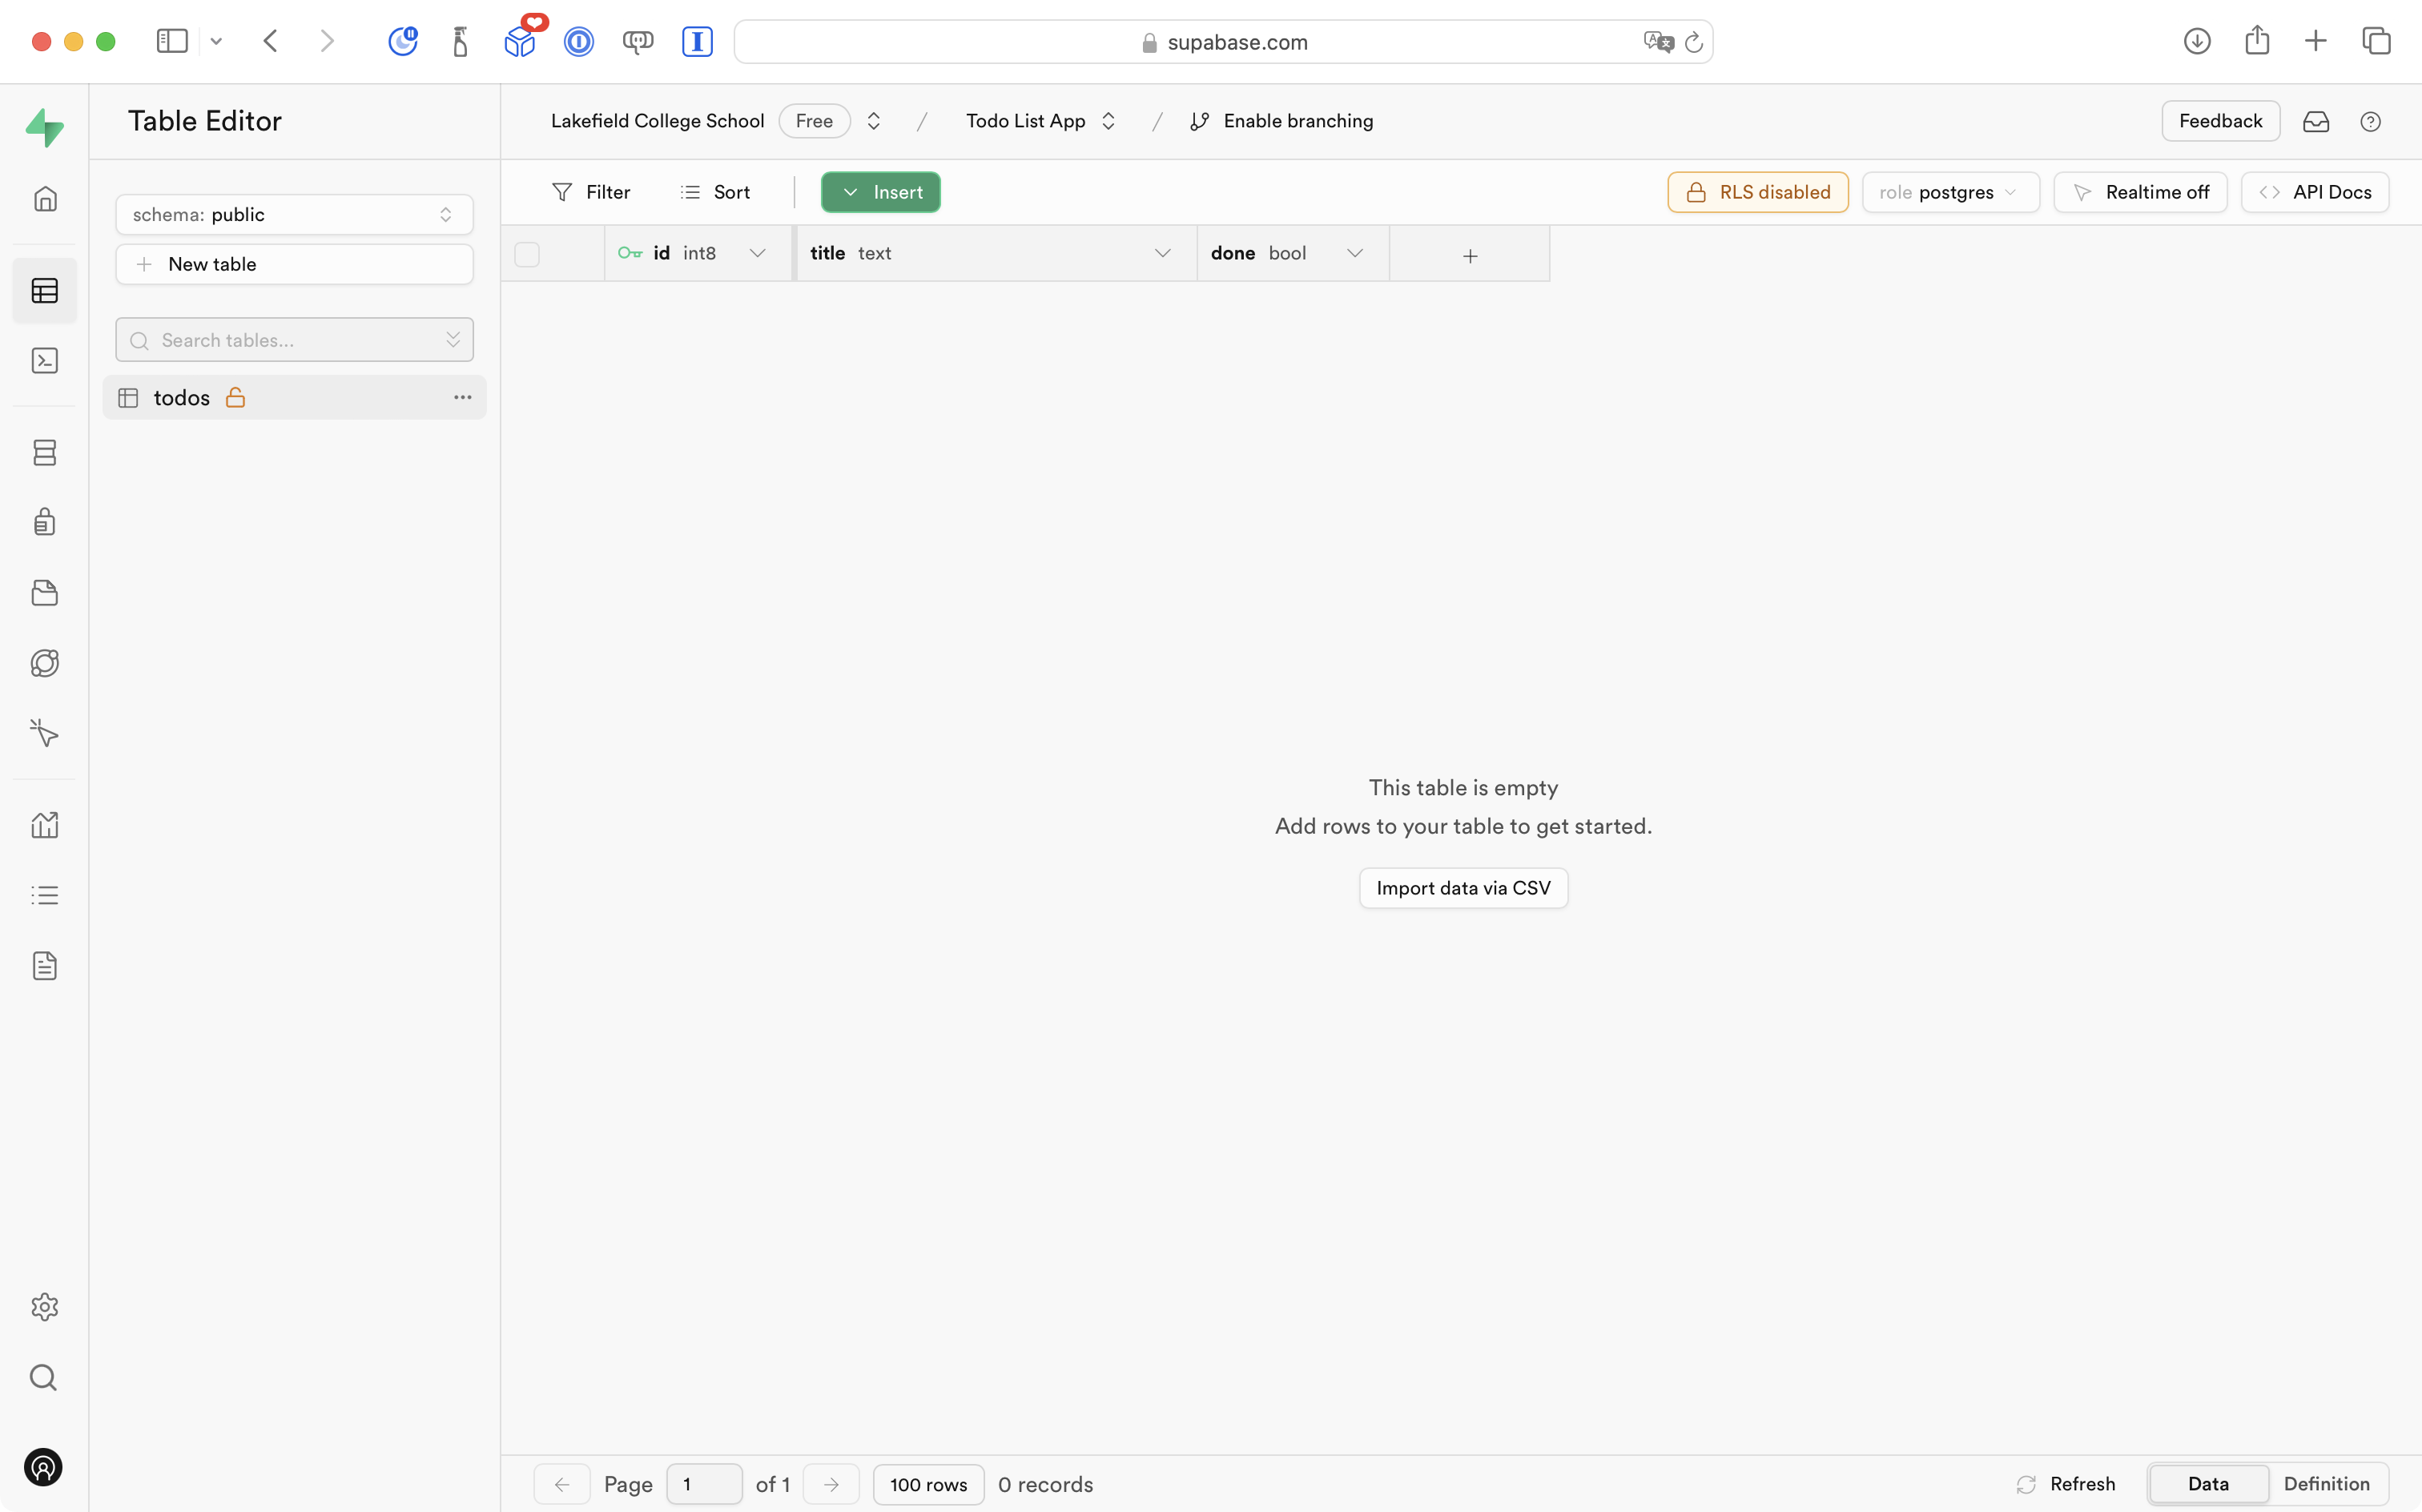 supabase.com
Table Editor
Lakefield College School Free / Todo List App / Enable branching
Feedback
schema: public
New table
Search tables...
todos
Filter Sort Insert
RLS disabled role postgres Realtime off API Docs
id int8 title text done bool
This table is empty
Add rows to your table to get started.
Import data via CSV
Page 1 of 1 100 rows 0 records
Refresh Data Definition